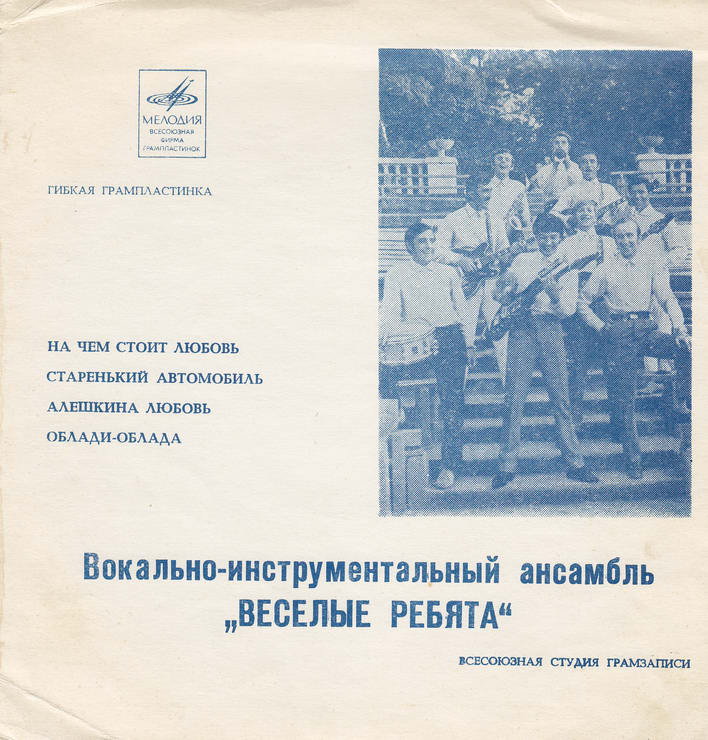 МЕЛОДИЯ
ВСЕСОЮЗНАЯ
ФИРМА
ГРАМПЛАСТИНОК
ГИБКАЯ ГРАМПЛАСТИНКА
НА ЧЕМ СТОИТ ЛЮБОВЬ
СТАРЕНЬКИЙ АВТОМОБИЛЬ
АЛЕШКИНА ЛЮБОВЬ
ОБЛАДИ-ОБЛАДА
Вокально-инструментальный ансамбль
„ВЕСЕЛЫЕ РЕБЯТА“
ВСЕСОЮЗНАЯ СТУДИЯ ГРАМЗАПИСИ